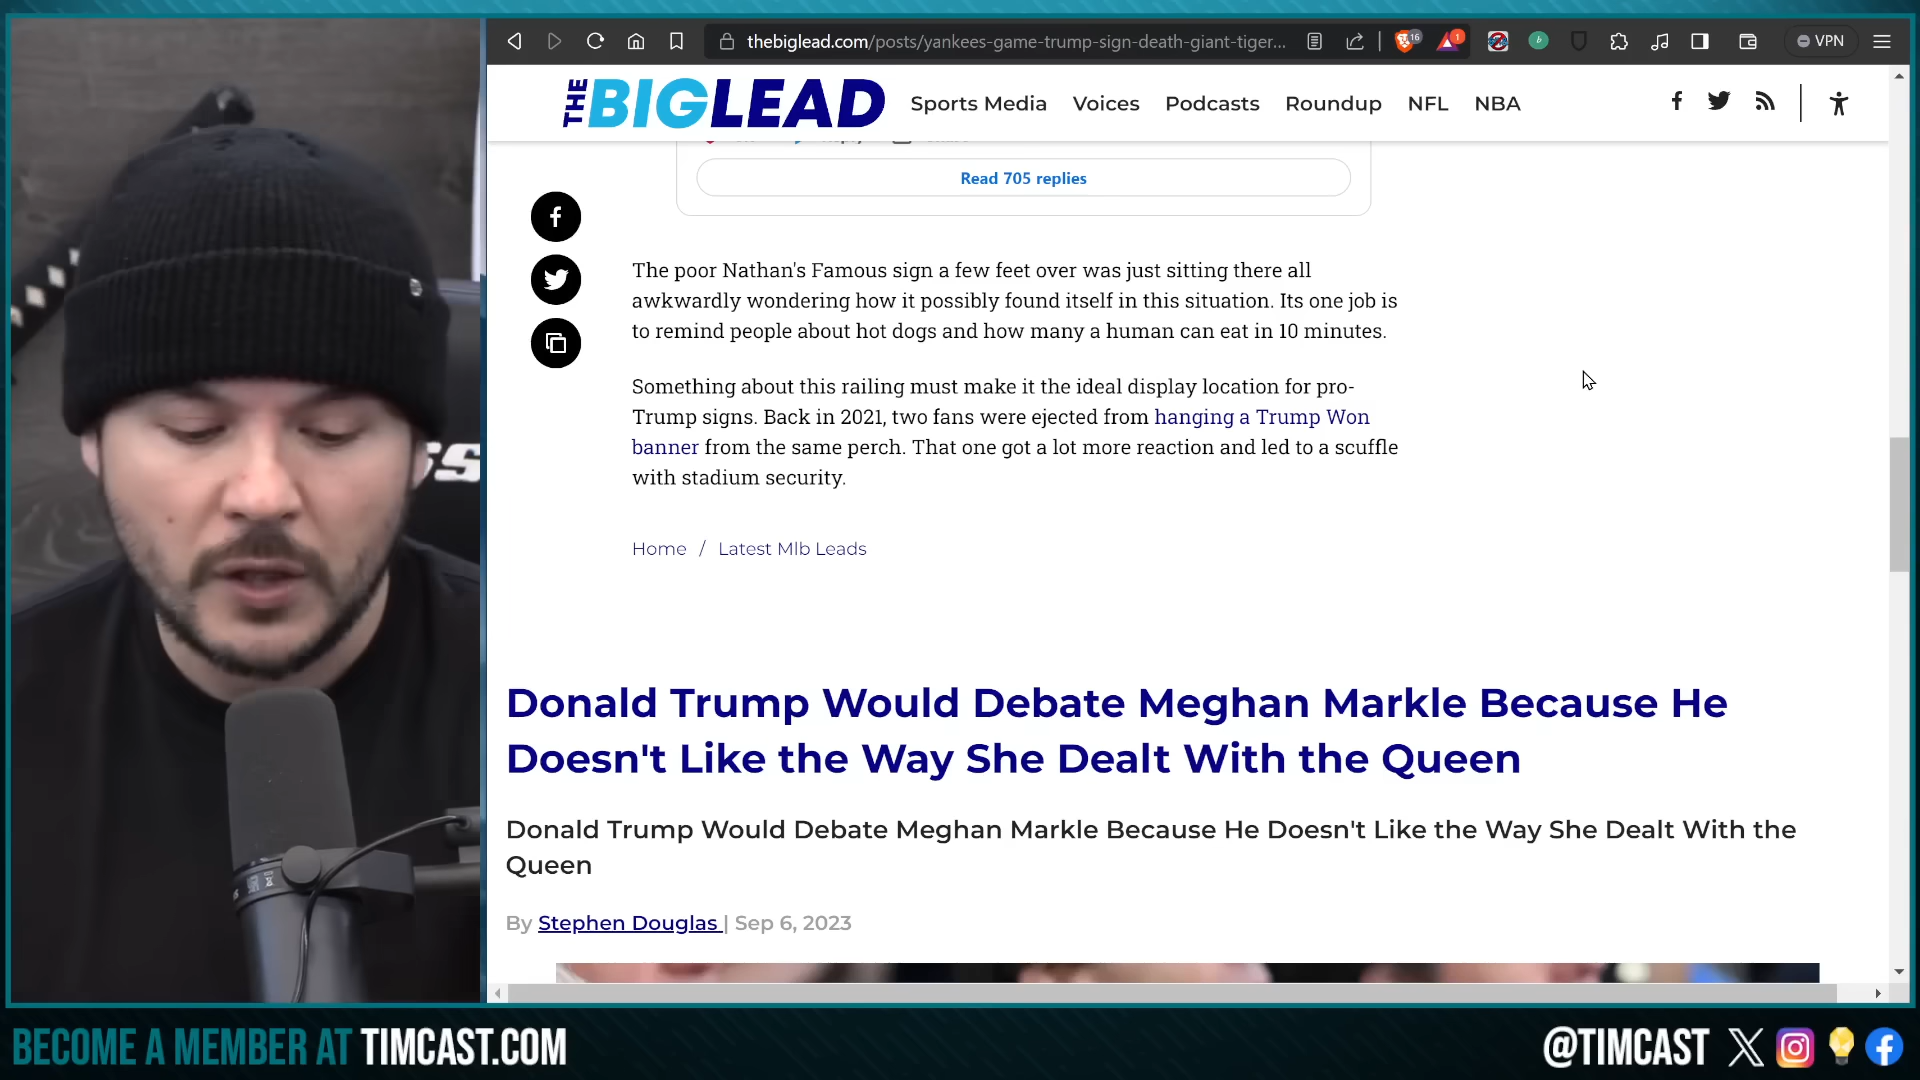 thebiglead.com/posts/yankees-game-trump-sign-death-giant-tiger...
16
1
VPN
THE BIGLEAD
Sports Media
Voices
Podcasts
Roundup
NFL
NBA
Read 705 replies
The poor Nathan's Famous sign a few feet over was just sitting there all
awkwardly wondering how it possibly found itself in this situation. Its one job is
to remind people about hot dogs and how many a human can eat in 10 minutes.
Something about this railing must make it the ideal display location for pro-
Trump signs. Back in 2021, two fans were ejected from hanging a Trump Won
banner from the same perch. That one got a lot more reaction and led to a scuffle
with stadium security.
Home / Latest Mlb Leads
Donald Trump Would Debate Meghan Markle Because He
Doesn't Like the Way She Dealt With the Queen
Donald Trump Would Debate Meghan Markle Because He Doesn't Like the Way She Dealt With the
Queen
By Stephen Douglas | Sep 6, 2023
BECOME A MEMBER AT TIMCAST.COM
@TIMCAST